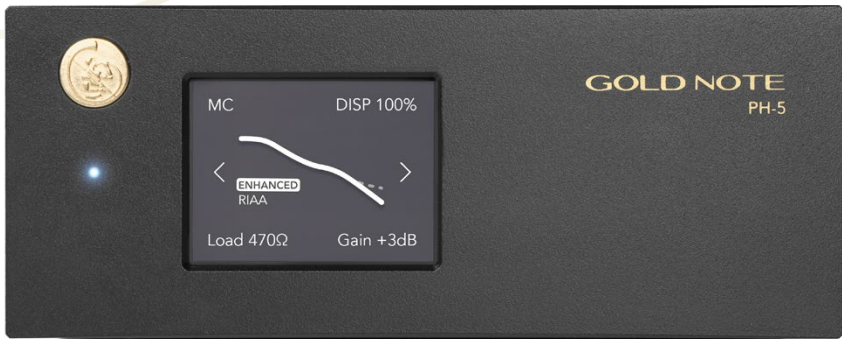 GOLD NOTE
PH-5
MC
DISP 100%
<
>
ENHANCED
RIAA
Load 470Ω
Gain +3dB